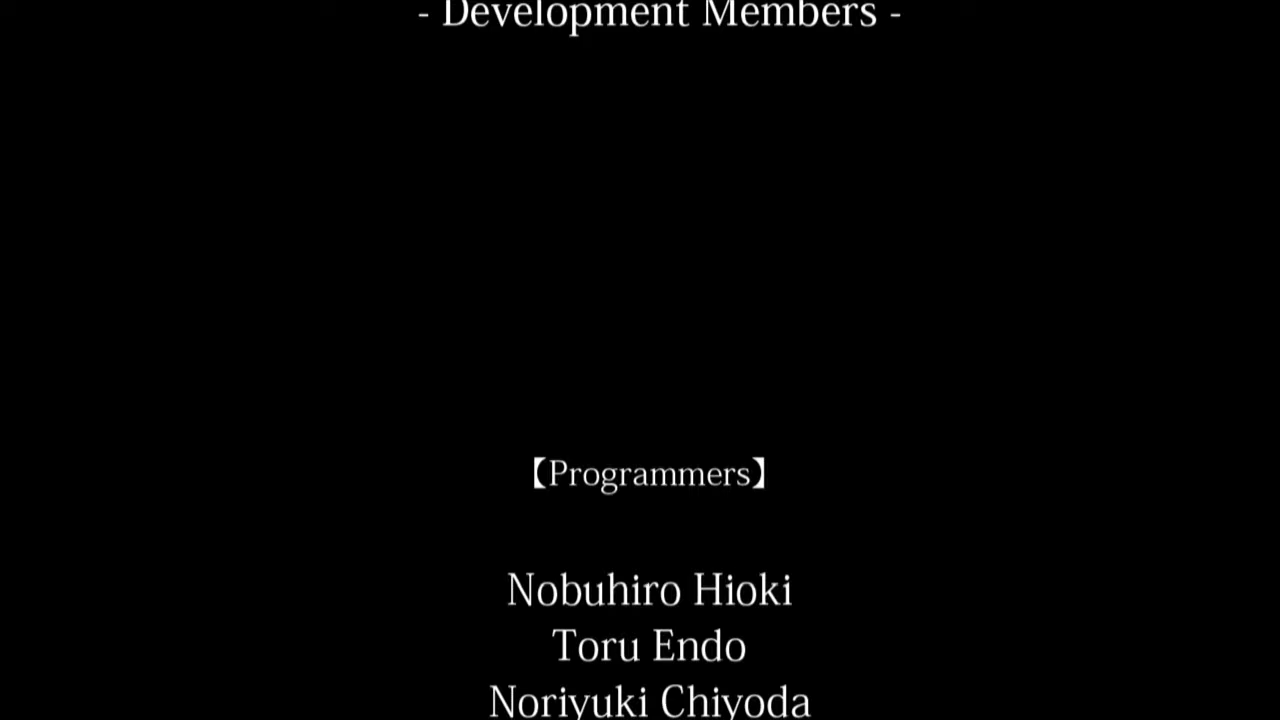 - Development Members -
【Programmers】
Nobuhiro Hioki
Toru Endo
Noriyuki Chiyoda